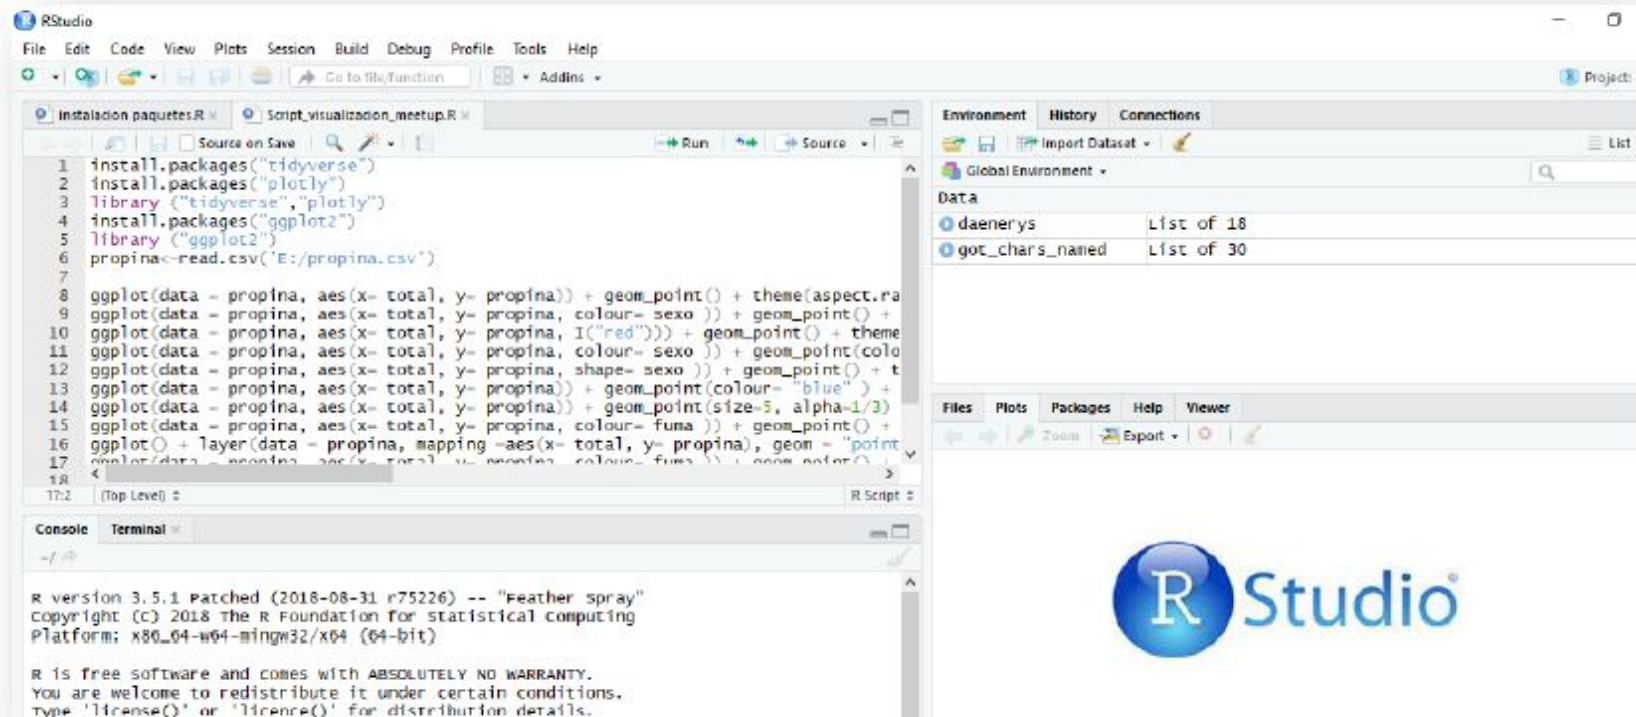 RStudio
File Edit Code View Plots Session Build Debug Profile Tools Help
Go to file/function Addins Project:
instalacion paquetes.R Script_visualizacion_meetup.R
Source on Save Run Source
1 install.packages("tidyverse")
2 install.packages("plotly")
3 library ("tidyverse","plotly")
4 install.packages("ggplot2")
5 library ("ggplot2")
6 propina<-read.csv('E:/propina.csv')
7
8 ggplot(data = propina, aes(x= total, y= propina)) + geom_point() + theme(aspect.ra
9 ggplot(data = propina, aes(x= total, y= propina, colour= sexo )) + geom_point() +
10 ggplot(data = propina, aes(x= total, y= propina, I("red"))) + geom_point() + theme
11 ggplot(data = propina, aes(x= total, y= propina, colour= sexo )) + geom_point(colo
12 ggplot(data = propina, aes(x= total, y= propina, shape= sexo )) + geom_point() + t
13 ggplot(data = propina, aes(x= total, y= propina)) + geom_point(colour= "blue" ) +
14 ggplot(data = propina, aes(x= total, y= propina)) + geom_point(size=5, alpha=1/3)
15 ggplot(data = propina, aes(x= total, y= propina, colour= fuma )) + geom_point() +
16 ggplot() + layer(data = propina, mapping =aes(x= total, y= propina), geom = "point
17 ggplot(data = propina, aes(x= total, y= propina, colour= fuma )) + geom_point() +
18
17:2 (Top Level) R Script
Console Terminal
~/
R version 3.5.1 Patched (2018-08-31 r75226) -- "Feather Spray"
Copyright (C) 2018 The R Foundation for Statistical Computing
Platform: x86_64-w64-mingw32/x64 (64-bit)
R is free software and comes with ABSOLUTELY NO WARRANTY.
You are welcome to redistribute it under certain conditions.
Type 'license()' or 'licence()' for distribution details.
Environment History Connections
Import Dataset List
Global Environment
Data
daenerys List of 18
got_chars_named List of 30
Files Plots Packages Help Viewer
Zoom Export
R Studio